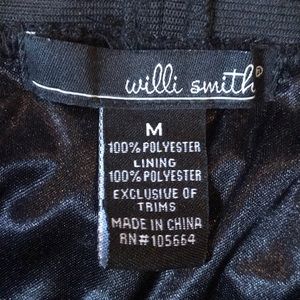 willi smith®
M
100% POLYESTER
LINING
100% POLYESTER
EXCLUSIVE OF
TRIMS
MADE IN CHINA
RN#105664